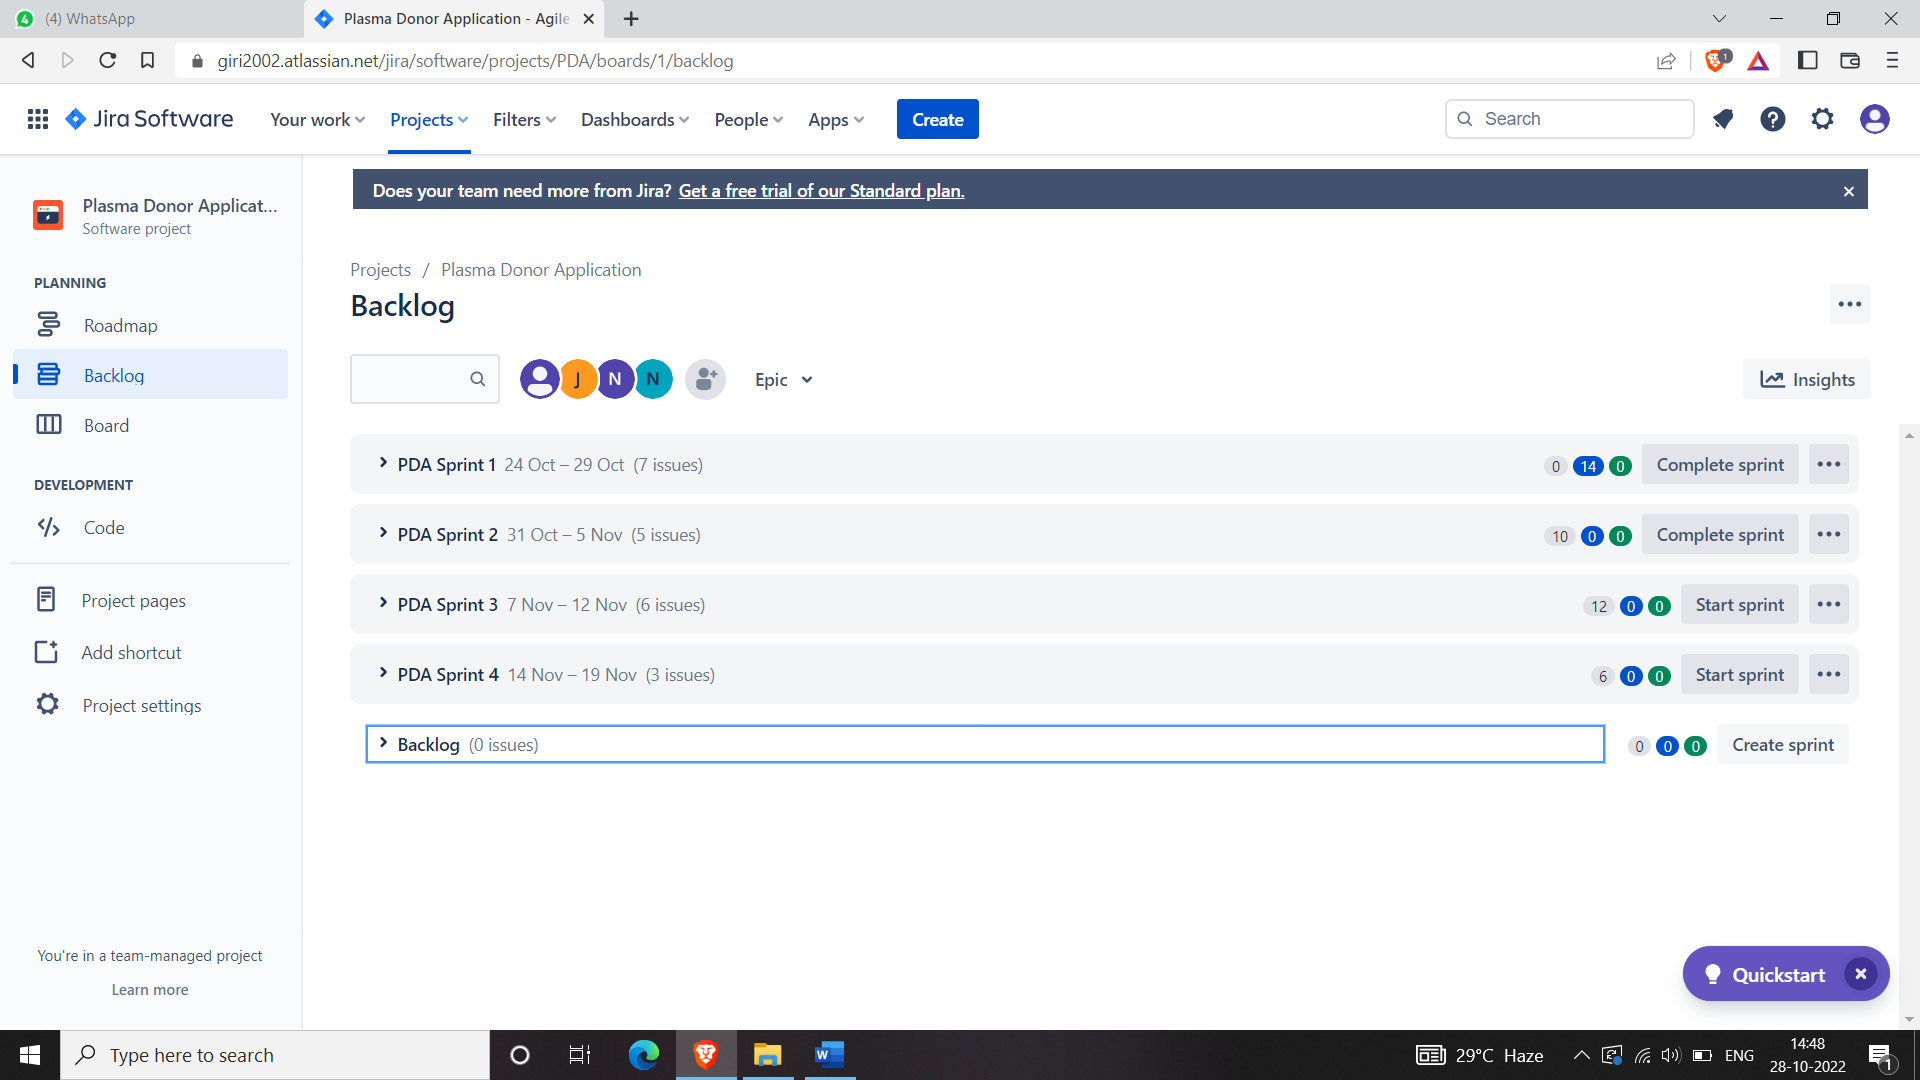 (4) WhatsApp
Plasma Donor Application - Agile
giri2002.atlassian.net/jira/software/projects/PDA/boards/1/backlog
1
Jira Software
Your work
Projects
Filters
Dashboards
People
Apps
Create
Search
Does your team need more from Jira? Get a free trial of our Standard plan.
Plasma Donor Applicat...
Software project
PLANNING
Roadmap
Backlog
Board
DEVELOPMENT
Code
Project pages
Add shortcut
Project settings
You're in a team-managed project
Learn more
Projects / Plasma Donor Application
Backlog
J N N
Epic
Insights
PDA Sprint 1 24 Oct – 29 Oct (7 issues) 0 14 0 Complete sprint
PDA Sprint 2 31 Oct – 5 Nov (5 issues) 10 0 0 Complete sprint
PDA Sprint 3 7 Nov – 12 Nov (6 issues) 12 0 0 Start sprint
PDA Sprint 4 14 Nov – 19 Nov (3 issues) 6 0 0 Start sprint
Backlog (0 issues) 0 0 0 Create sprint
Quickstart
Type here to search
29°C Haze
ENG
14:48
28-10-2022
1